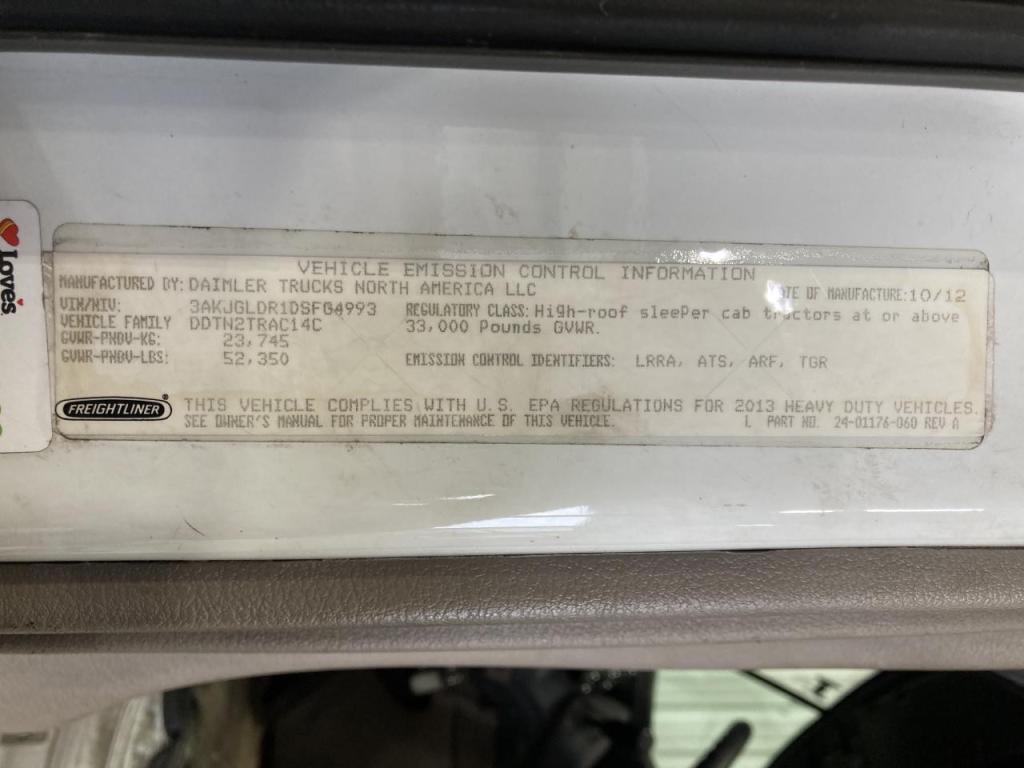 VEHICLE EMISSION CONTROL INFORMATION
MANUFACTURED BY: DAIMLER TRUCKS NORTH AMERICA LLC DATE OF MANUFACTURE: 10/12
VIN/NIV: 3AKJGLDR1DSFG4993 REGULATORY CLASS: High-roof sleeper cab tractors at or above
VEHICLE FAMILY DDTN2TRAC14C 33,000 Pounds GVWR.
GVWR-PNBV-KG: 23,745
GVWR-PNBV-LBS: 52,350 EMISSION CONTROL IDENTIFIERS: LRRA, ATS, ARF, TGR
FREIGHTLINER® THIS VEHICLE COMPLIES WITH U.S. EPA REGULATIONS FOR 2013 HEAVY DUTY VEHICLES.
SEE OWNER'S MANUAL FOR PROPER MAINTENANCE OF THIS VEHICLE. L PART NO. 24-01176-060 REV A
Love's